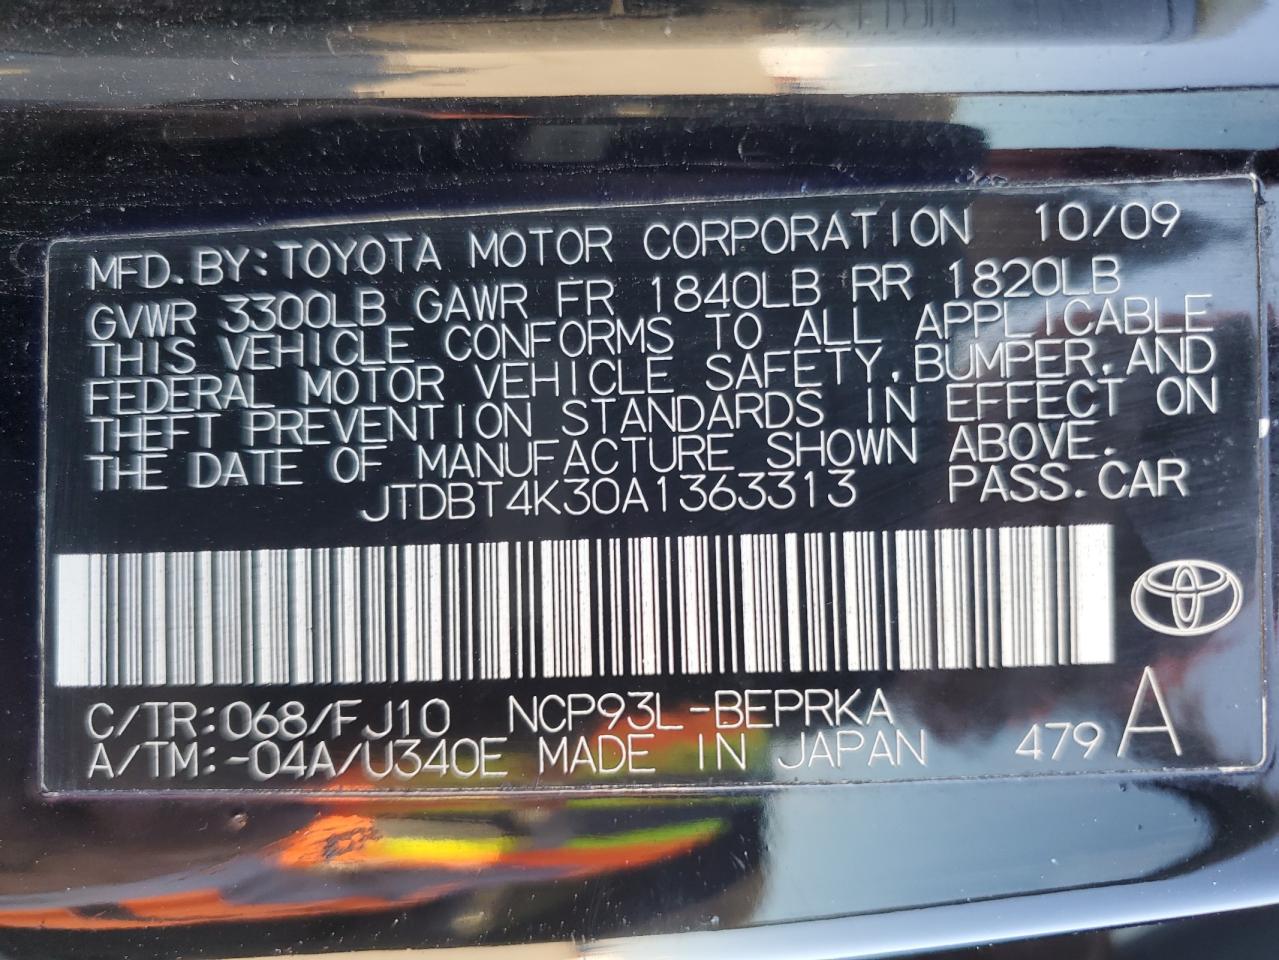 MFD.BY:TOYOTA MOTOR CORPORATION 10/09
GVWR 3300LB GAWR FR 1840LB RR 1820LB
THIS VEHICLE CONFORMS TO ALL APPLICABLE
FEDERAL MOTOR VEHICLE SAFETY,BUMPER,AND
THEFT PREVENTION STANDARDS IN EFFECT ON
THE DATE OF MANUFACTURE SHOWN ABOVE.
JTDBT4K30A1363313 PASS.CAR
C/TR:068/FJ10 NCP93L-BEPRKA
A/TM:-04A/U340E MADE IN JAPAN 479 A